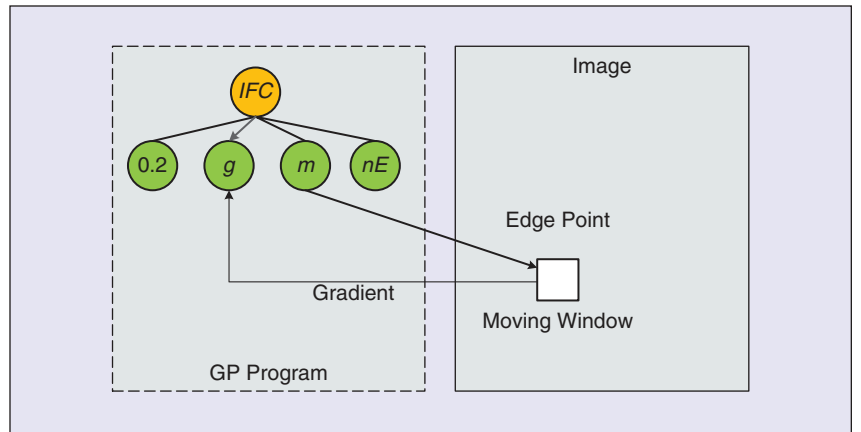 Image
IFC
0.2 g m nE
Edge Point
Gradient
Moving Window
GP Program